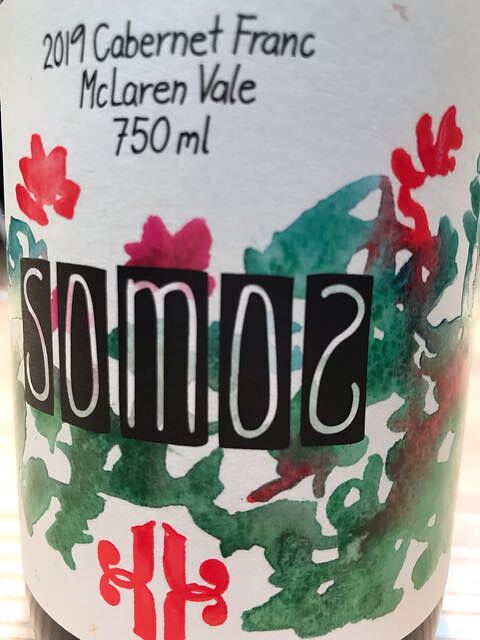 2019 Cabernet Franc
McLaren Vale
750 ml
SOMOS